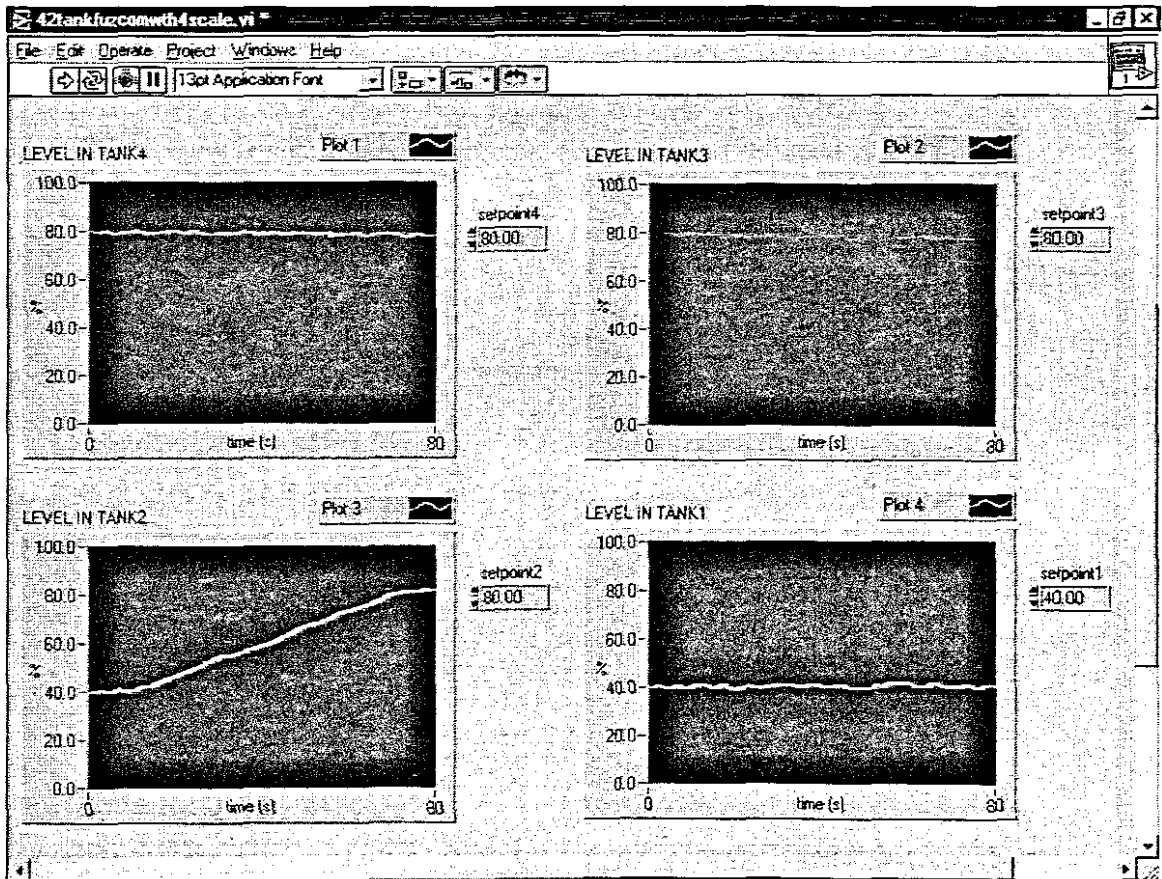 42tankfuzcomwth4scale.vi *
File Edit Operate Project Windows Help
13pt Application Font
1
LEVEL IN TANK4
Plot 1
100.0
80.0
60.0
%
40.0
20.0
0.0
0
time (s)
80
setpoint4
80.00
LEVEL IN TANK3
Plot 2
100.0
80.0
60.0
%
40.0
20.0
0.0
0
time (s)
80
setpoint3
80.00
LEVEL IN TANK2
Plot 3
100.0
80.0
60.0
%
40.0
20.0
0.0
0
time (s)
80
setpoint2
80.00
LEVEL IN TANK1
Plot 4
100.0
80.0
60.0
%
40.0
20.0
0.0
0
time (s)
80
setpoint1
40.00